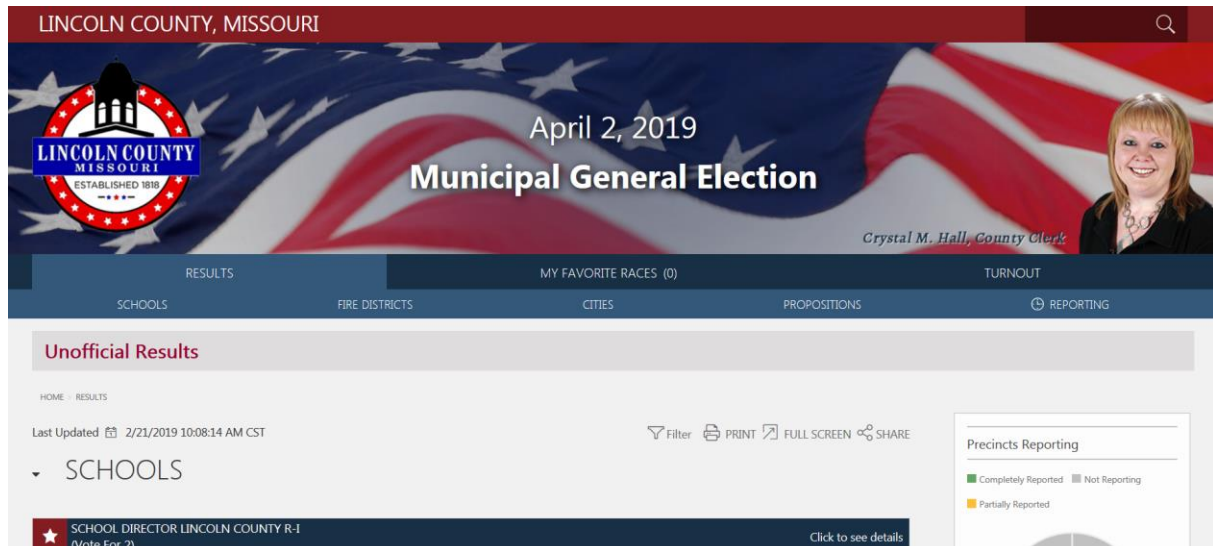 LINCOLN COUNTY, MISSOURI
LINCOLN COUNTY
MISSOURI
ESTABLISHED 1818
April 2, 2019
Municipal General Election
Crystal M. Hall, County Clerk
RESULTS MY FAVORITE RACES (0) TURNOUT
SCHOOLS FIRE DISTRICTS CITIES PROPOSITIONS REPORTING
Unofficial Results
HOME RESULTS
Last Updated 2/21/2019 10:08:14 AM CST
Filter PRINT FULL SCREEN SHARE
SCHOOLS
SCHOOL DIRECTOR LINCOLN COUNTY R-I
(Vote For 2)
Click to see details
Precincts Reporting
Completely Reported Not Reporting
Partially Reported